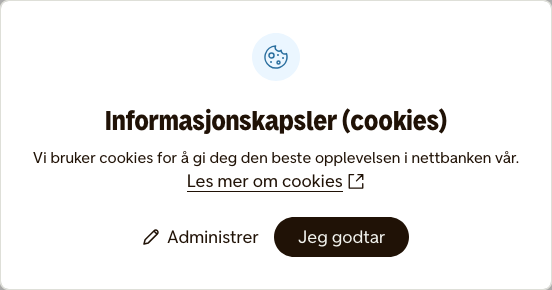 Informasjonskapsler (cookies)
Vi bruker cookies for å gi deg den beste opplevelsen i nettbanken vår.
Les mer om cookies
Administrer
Jeg godtar